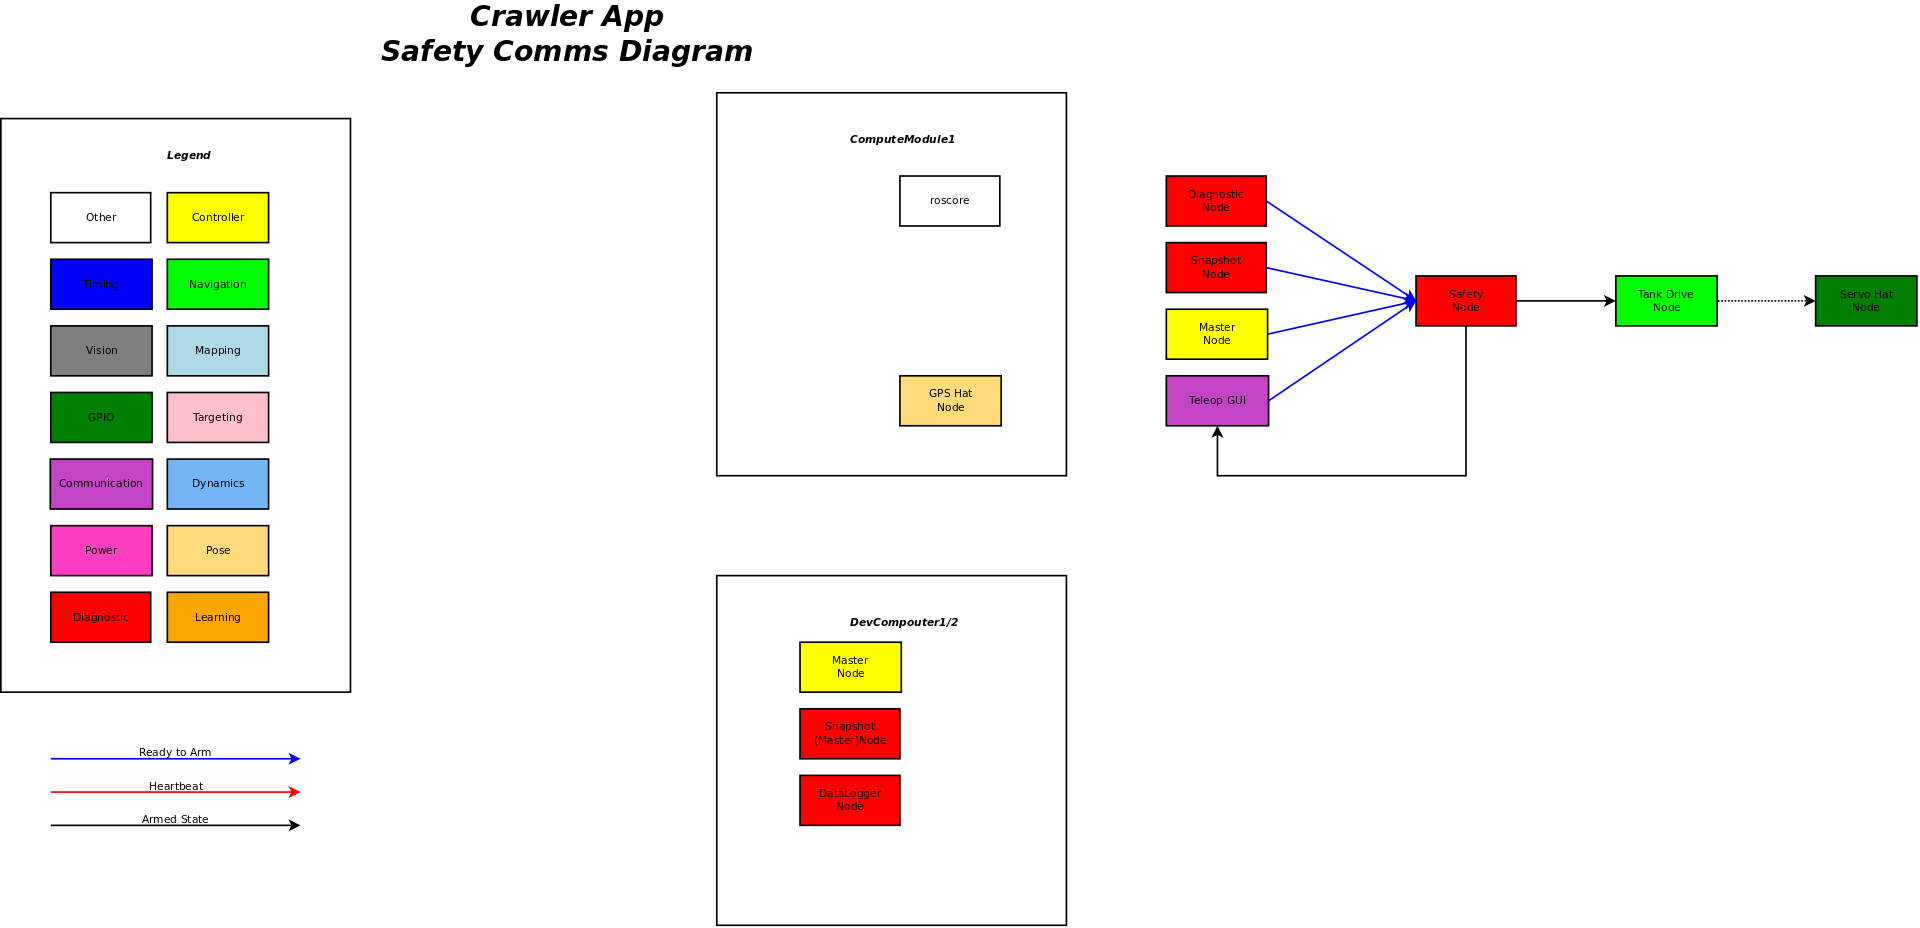 Crawler App
Safety Comms Diagram
Legend
Other
Controller
Timing
Navigation
Vision
Mapping
GPIO
Targeting
Communication
Dynamics
Power
Pose
Diagnostic
Learning
Ready to Arm
Heartbeat
Armed State
ComputeModule1
roscore
GPS Hat
Node
DevCompouter1/2
Master
Node
Snapshot
(Master)Node
DataLogger
Node
Diagnostic
Node
Snapshot
Node
Master
Node
Teleop GUI
Safety
Node
Tank Drive
Node
Servo Hat
Node